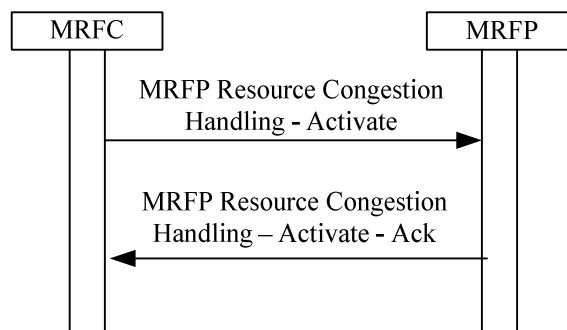 MRFC
MRFP
MRFP Resource Congestion
Handling - Activate
MRFP Resource Congestion
Handling – Activate - Ack